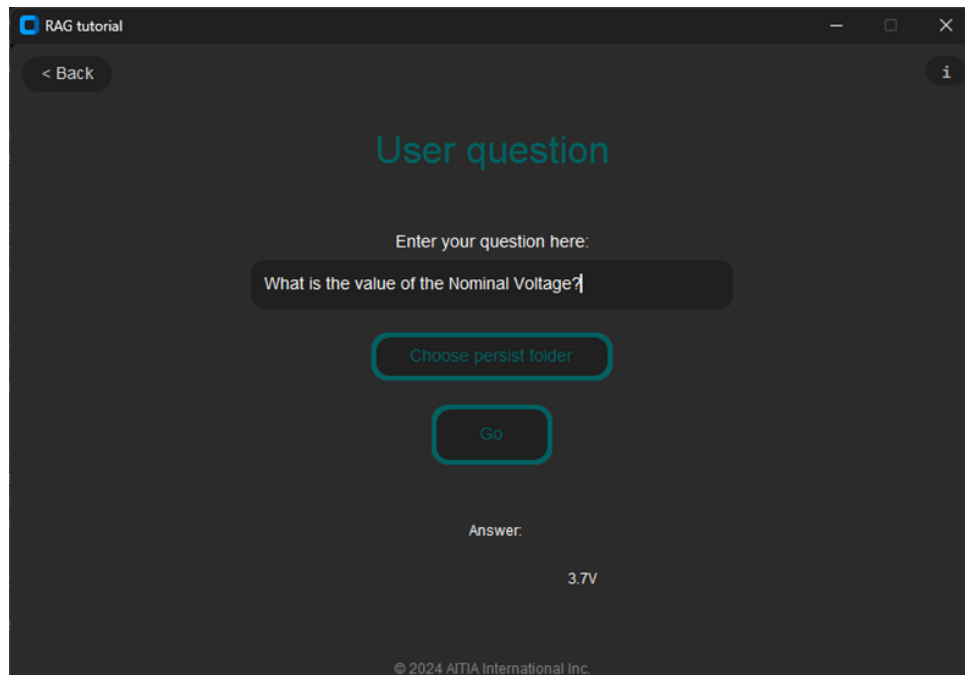 RAG tutorial
< Back
i
User question
Enter your question here:
What is the value of the Nominal Voltage?
Choose persist folder
Go
Answer:
3.7V
© 2024 AITIA International Inc.